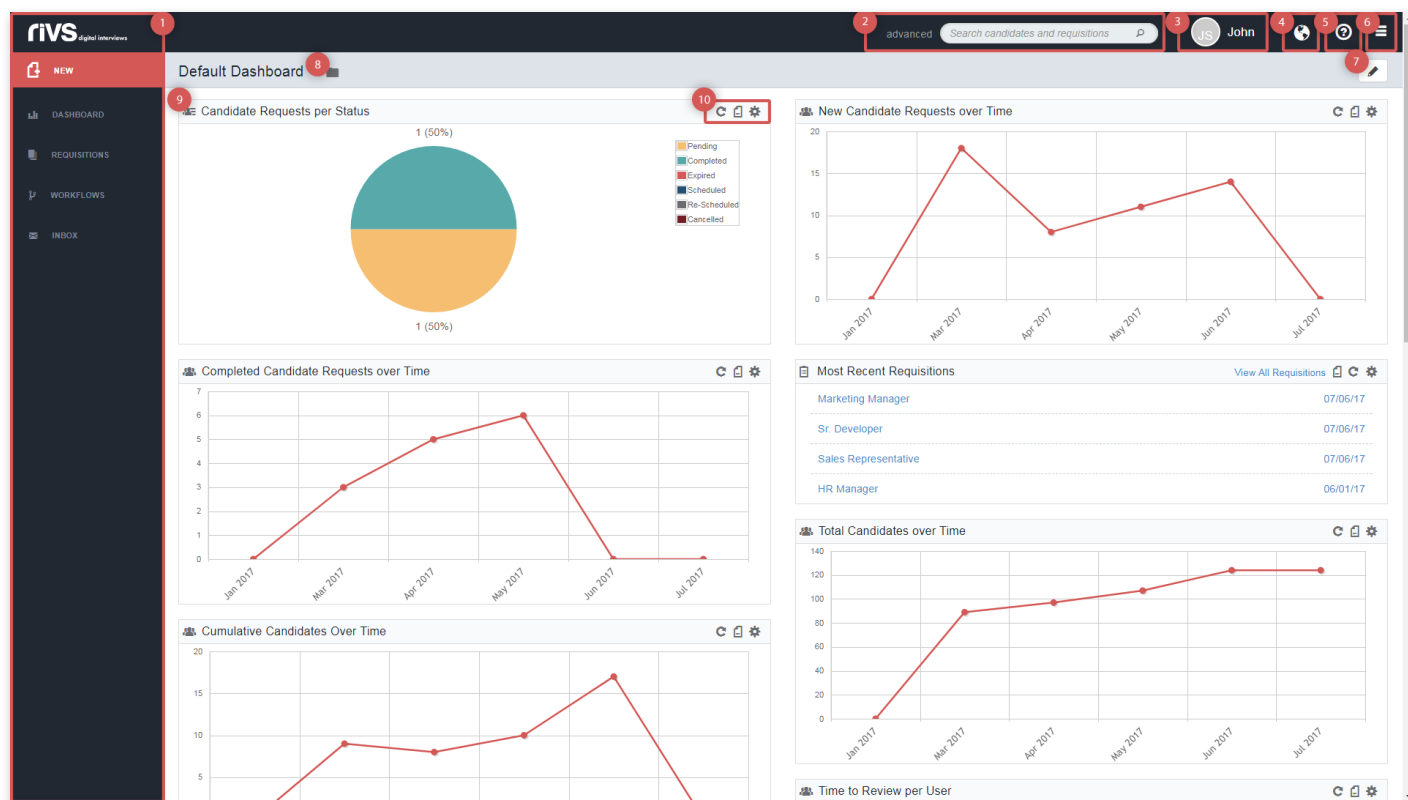 rivs digital interviews
1
2
advanced
Search candidates and requisitions
3
JS
John
4
5
6
NEW
Default Dashboard
8
7
DASHBOARD
REQUISITIONS
WORKFLOWS
INBOX
9
Candidate Requests per Status
10
1 (50%)
1 (50%)
Pending
Completed
Expired
Scheduled
Re-Scheduled
Cancelled
New Candidate Requests over Time
20
15
10
5
0
Jan 2017
Mar 2017
Apr 2017
May 2017
Jun 2017
Jul 2017
Completed Candidate Requests over Time
7
6
5
4
3
2
1
0
Jan 2017
Mar 2017
Apr 2017
May 2017
Jun 2017
Jul 2017
Most Recent Requisitions
View All Requisitions
Marketing Manager 07/06/17
Sr. Developer 07/06/17
Sales Representative 07/06/17
HR Manager 06/01/17
Total Candidates over Time
140
120
100
80
60
40
20
0
Jan 2017
Mar 2017
Apr 2017
May 2017
Jun 2017
Jul 2017
Cumulative Candidates Over Time
20
15
10
5
Time to Review per User